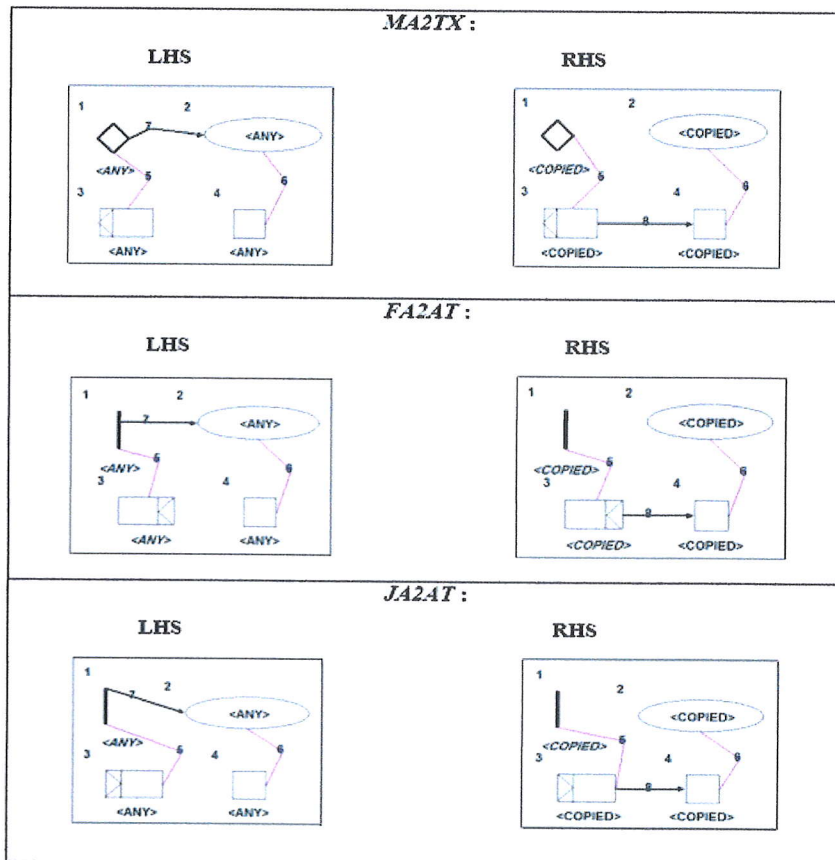 MA2TX :
LHS RHS
1 2
7 <ANY>
<ANY> 5 6
3 4
<ANY> <ANY>
1 2
<COPIED>
<COPIED> 5 6
3 4
8
<COPIED> <COPIED>
FA2AT :
LHS RHS
1 2
7 <ANY>
<ANY> 5 6
3 4
<ANY> <ANY>
1 2
<COPIED>
<COPIED> 5 6
3 4
8
<COPIED> <COPIED>
JA2AT :
LHS RHS
1 2
7 <ANY>
<ANY> 5 6
3 4
<ANY> <ANY>
1 2
<COPIED>
<COPIED> 5 6
3 4
8
<COPIED> <COPIED>